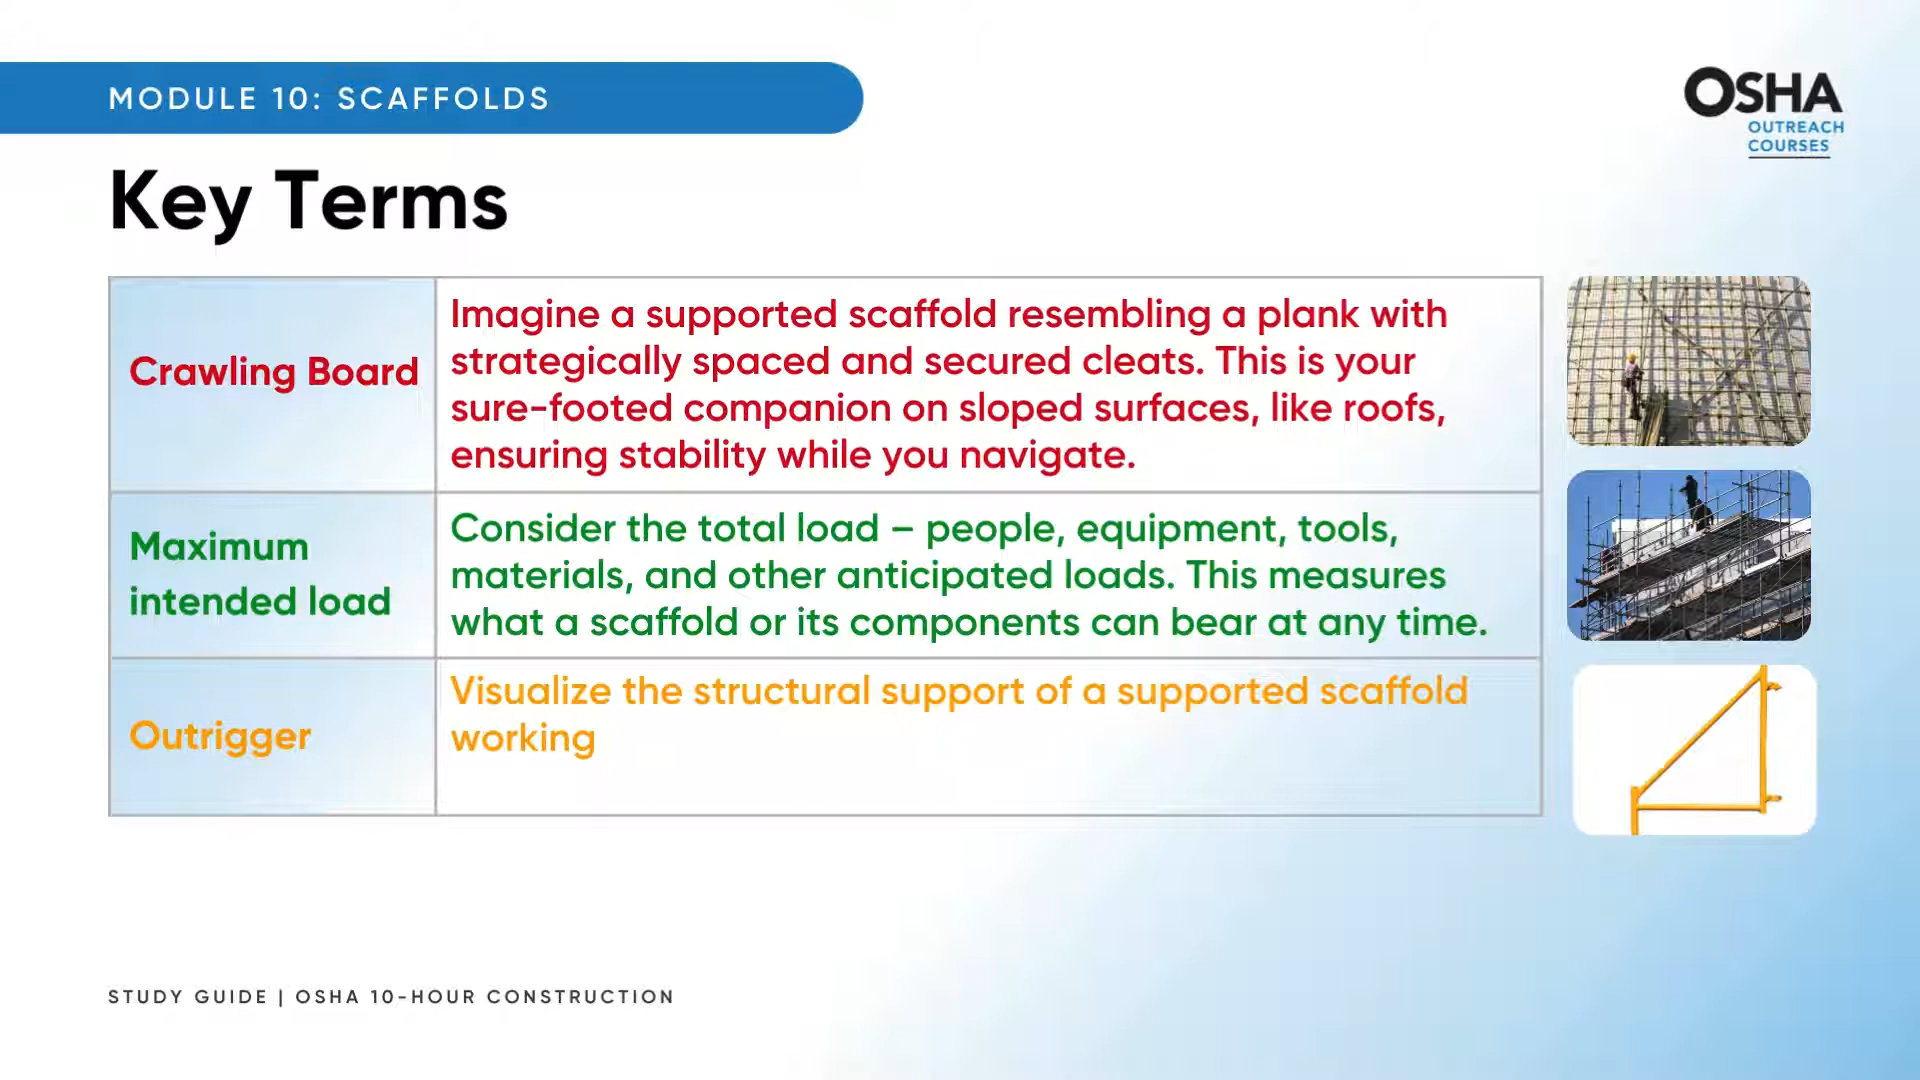 MODULE 10: SCAFFOLDS
OSHA
OUTREACH
COURSES
Key Terms
Crawling Board
Imagine a supported scaffold resembling a plank with
strategically spaced and secured cleats. This is your
sure-footed companion on sloped surfaces, like roofs,
ensuring stability while you navigate.
Maximum
intended load
Consider the total load – people, equipment, tools,
materials, and other anticipated loads. This measures
what a scaffold or its components can bear at any time.
Outrigger
Visualize the structural support of a supported scaffold
working
STUDY GUIDE | OSHA 10-HOUR CONSTRUCTION